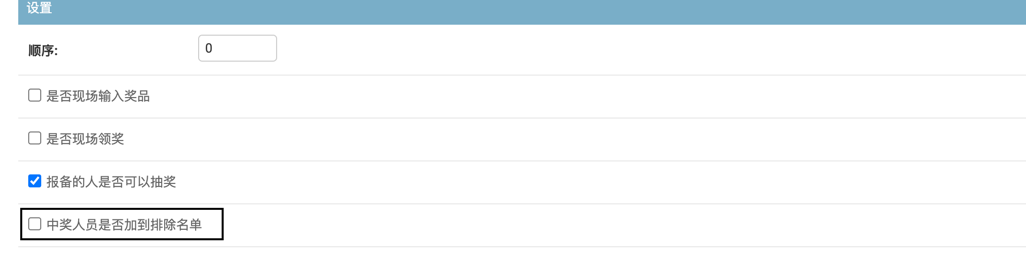 设置
顺序:
0
是否现场输入奖品
是否现场领奖
报备的人是否可以抽奖
中奖人员是否加到排除名单